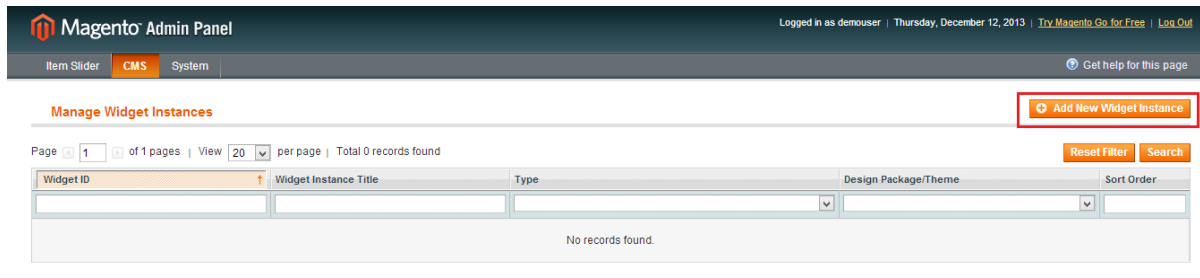 Magento Admin Panel
Logged in as demouser | Thursday, December 12, 2013 | Try Magento Go for Free | Log Out
Item Slider CMS System
Get help for this page
Manage Widget Instances
Add New Widget Instance
Page 1 of 1 pages | View 20 per page | Total 0 records found
Reset Filter Search
Widget ID Widget Instance Title Type Design Package/Theme Sort Order
No records found.